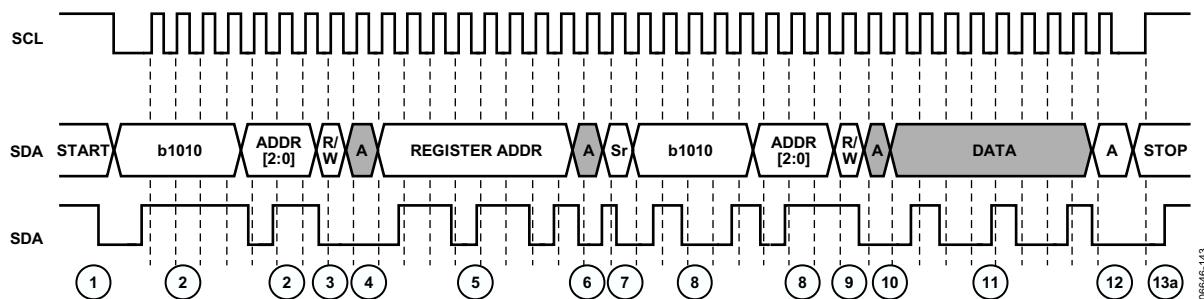 SCL
SDA START b1010 ADDR [2:0] R/W A REGISTER ADDR A Sr b1010 ADDR [2:0] R/W A DATA A STOP
SDA
1 2 2 3 4 5 6 7 8 8 9 10 11 12 13a
06646-143